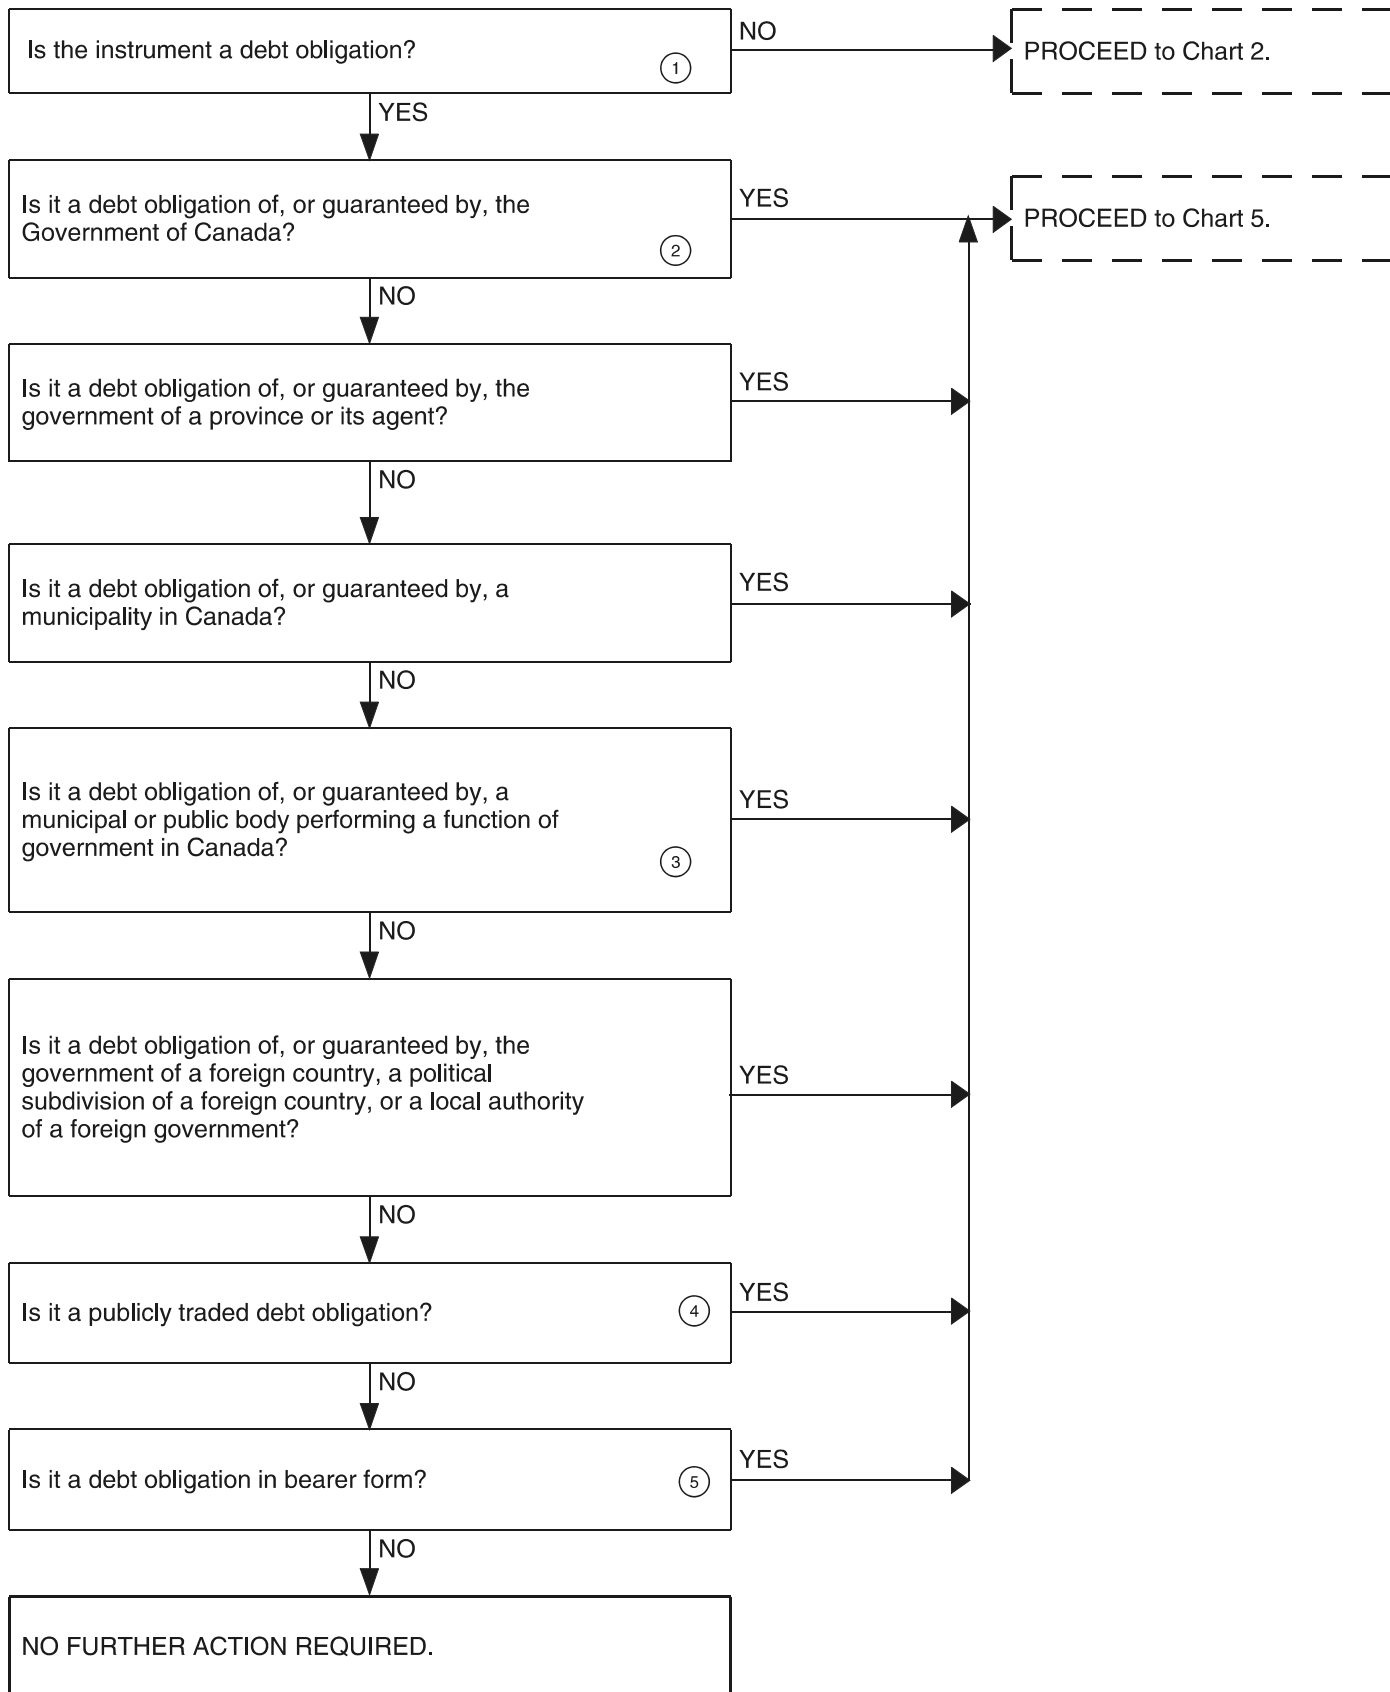 Is the instrument a debt obligation?
1
NO
PROCEED to Chart 2.
YES
Is it a debt obligation of, or guaranteed by, the
Government of Canada?
2
YES
PROCEED to Chart 5.
NO
Is it a debt obligation of, or guaranteed by, the
government of a province or its agent?
YES
NO
Is it a debt obligation of, or guaranteed by, a
municipality in Canada?
YES
NO
Is it a debt obligation of, or guaranteed by, a
municipal or public body performing a function of
government in Canada?
3
YES
NO
Is it a debt obligation of, or guaranteed by, the
government of a foreign country, a political
subdivision of a foreign country, or a local authority
of a foreign government?
YES
NO
Is it a publicly traded debt obligation?
4
YES
NO
Is it a debt obligation in bearer form?
5
YES
NO
NO FURTHER ACTION REQUIRED.